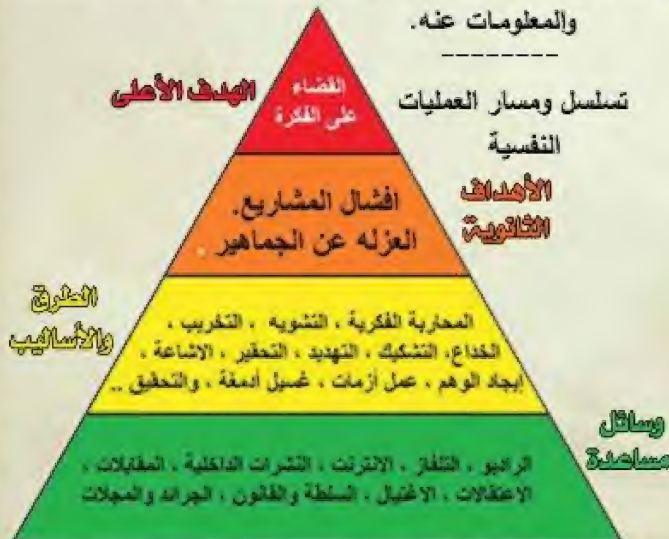 والمعلومات عنه.
---------
تسلسل ومسار العمليات
النفسية
الهدف الأعلى
القضاء
على الفكرة
الأهداف
الثانوية
افشال المشاريع.
العزله عن الجماهير .
الطرق
والأساليب
المحاربة الفكرية ، التشويه ، التخريب ،
الخداع، التشكيك ، التهديد ، التحقير ، الاشاعة ،
إيجاد الوهم ، عمل أزمات ، غسيل أدمغة ، والتحقيق ..
وسائل
مساعدة
الراديو ، التلفاز ، الانترنت ، النشرات الداخلية ، المقابلات ،
الاعتقالات ، الاغتيال ، السلطة والقانون ، الجرائد والمجلات